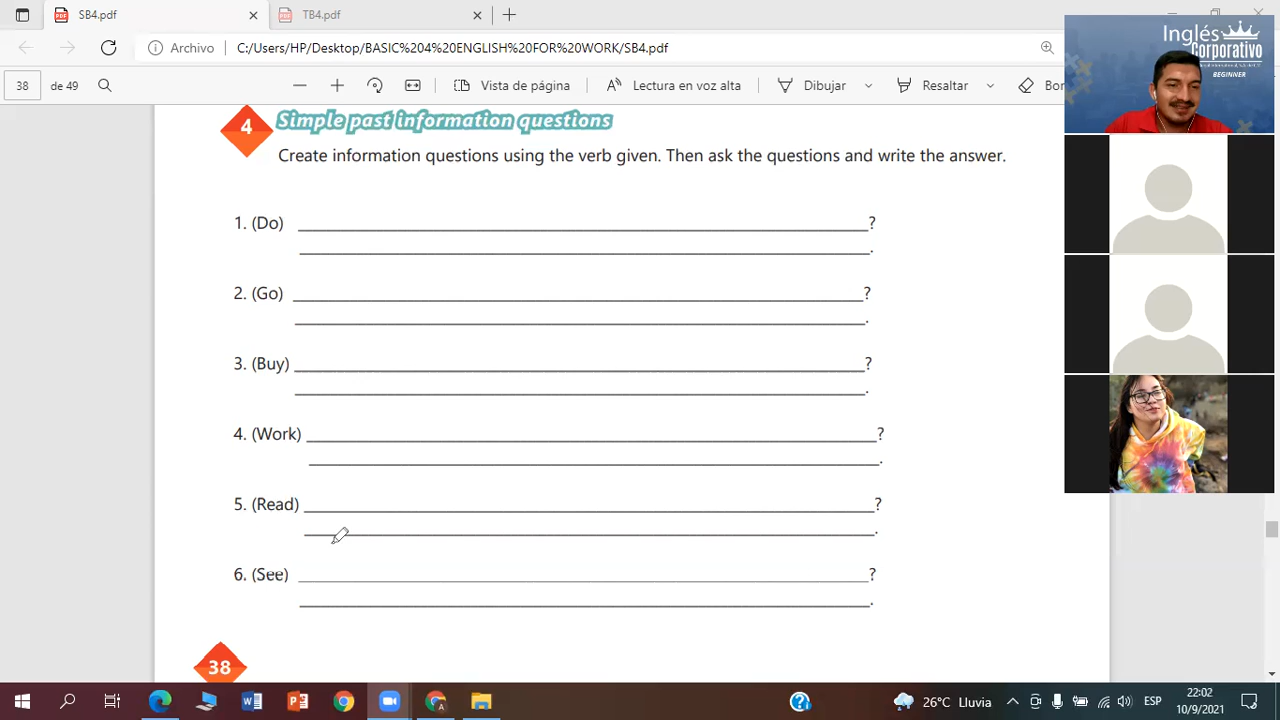 SB4.pdf
TB4.pdf
Archivo
C:/Users/HP/Desktop/BASIC%204%20ENGLISH%20FOR%20WORK/SB4.pdf
38
de 49
Vista de página
Lectura en voz alta
Dibujar
Resaltar
Bor
Inglés
Corporativo
BEGINNER
4
Simple past information questions
Create information questions using the verb given. Then ask the questions and write the answer.
1. (Do) ?
.
2. (Go) ?
.
3. (Buy) ?
.
4. (Work) ?
.
5. (Read) ?
.
6. (See) ?
.
38
26°C Lluvia
ESP
22:02
10/9/2021